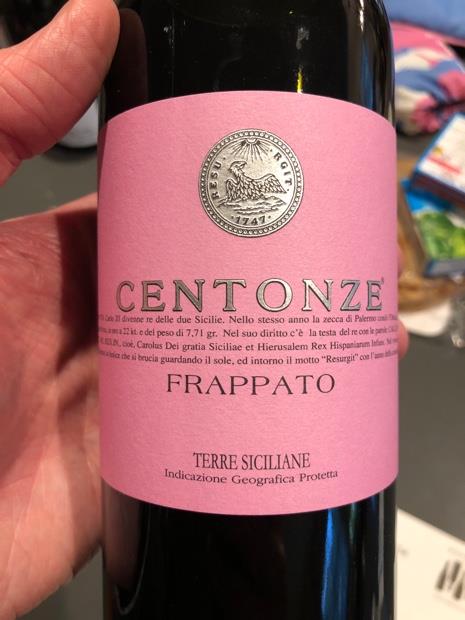 RESU RGIT
·1747·
CENTONZE
Carlo III divenne re delle due Sicilie. Nello stesso anno la zecca di Palermo
in oro a 22 kt. e del peso di 7,71 gr. Nel suo diritto c'è la testa del re con le parole:
cioè, Carolus Dei gratia Siciliae et Hierusalem Rex Hispaniarum Infans.
che si brucia guardando il sole, ed intorno il motto "Resurgit" con l'anno
FRAPPATO
TERRE SICILIANE
Indicazione Geografica Protetta